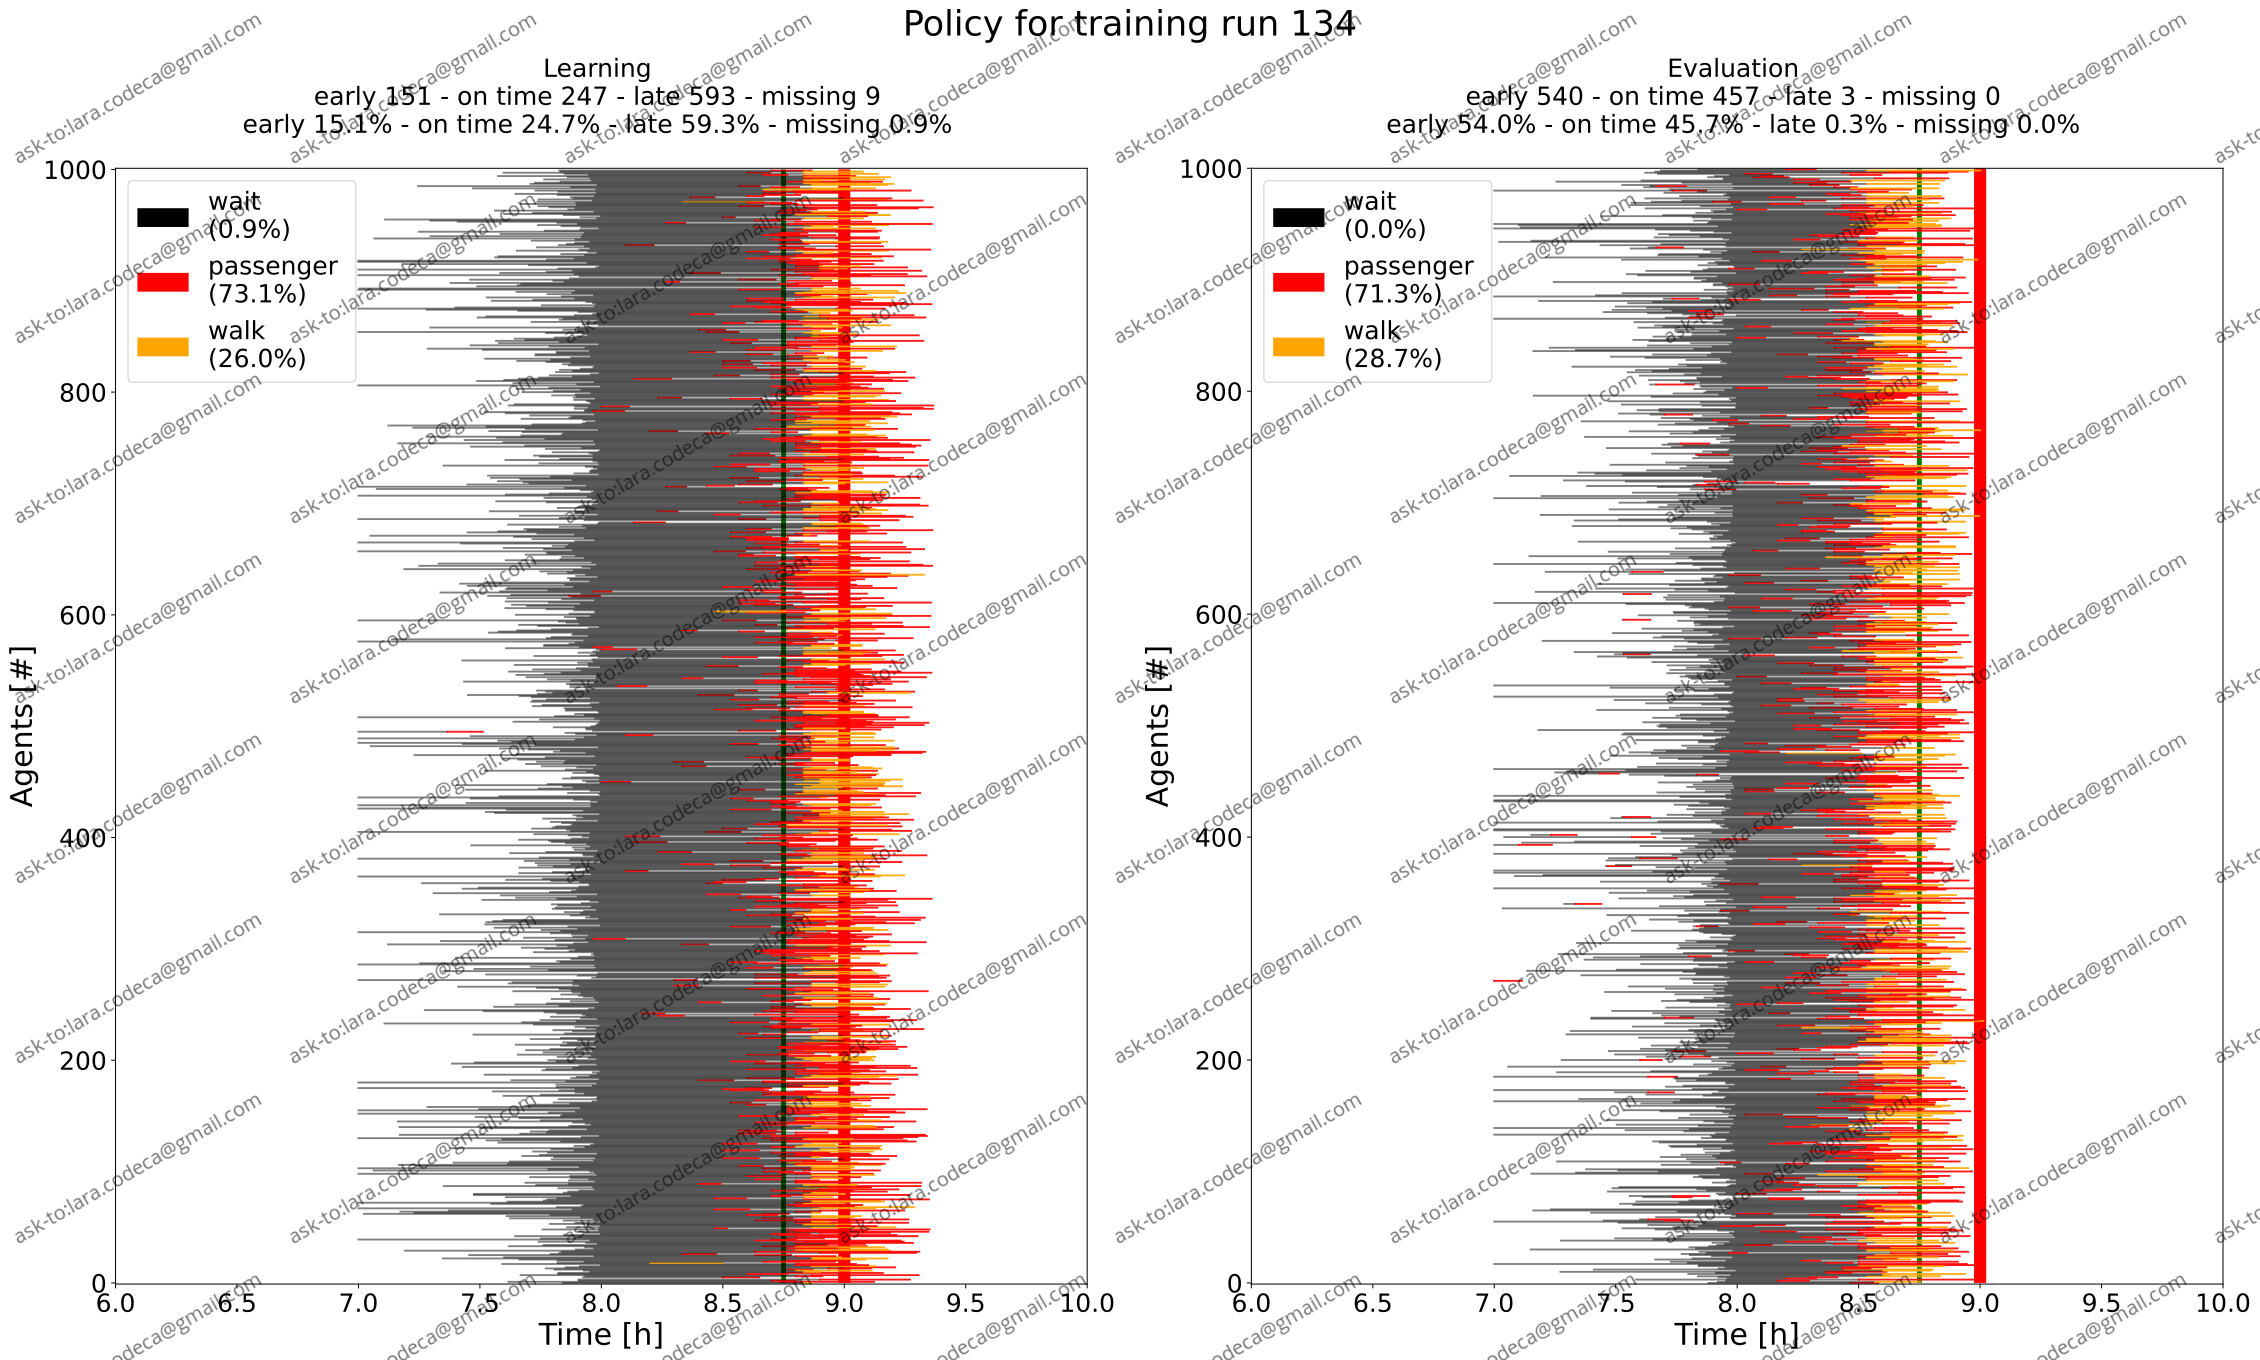 Policy for training run 134
Learning
early 151 - on time 247 - late 593 - missing 9
early 15.1% - on time 24.7% - late 59.3% - missing 0.9%
Evaluation
early 540 - on time 457 - late 3 - missing 0
early 54.0% - on time 45.7% - late 0.3% - missing 0.0%
wait
(0.9%)
passenger
(73.1%)
walk
(26.0%)
1000
800
600
400
200
0
Agents [#]
6.0 6.5 7.0 7.5 8.0 8.5 9.0 9.5 10.0
Time [h]
wait
(0.0%)
passenger
(71.3%)
walk
(28.7%)
1000
800
600
400
200
0
Agents [#]
6.0 6.5 7.0 7.5 8.0 8.5 9.0 9.5 10.0
Time [h]
ask-to:lara.codeca@gmail.com